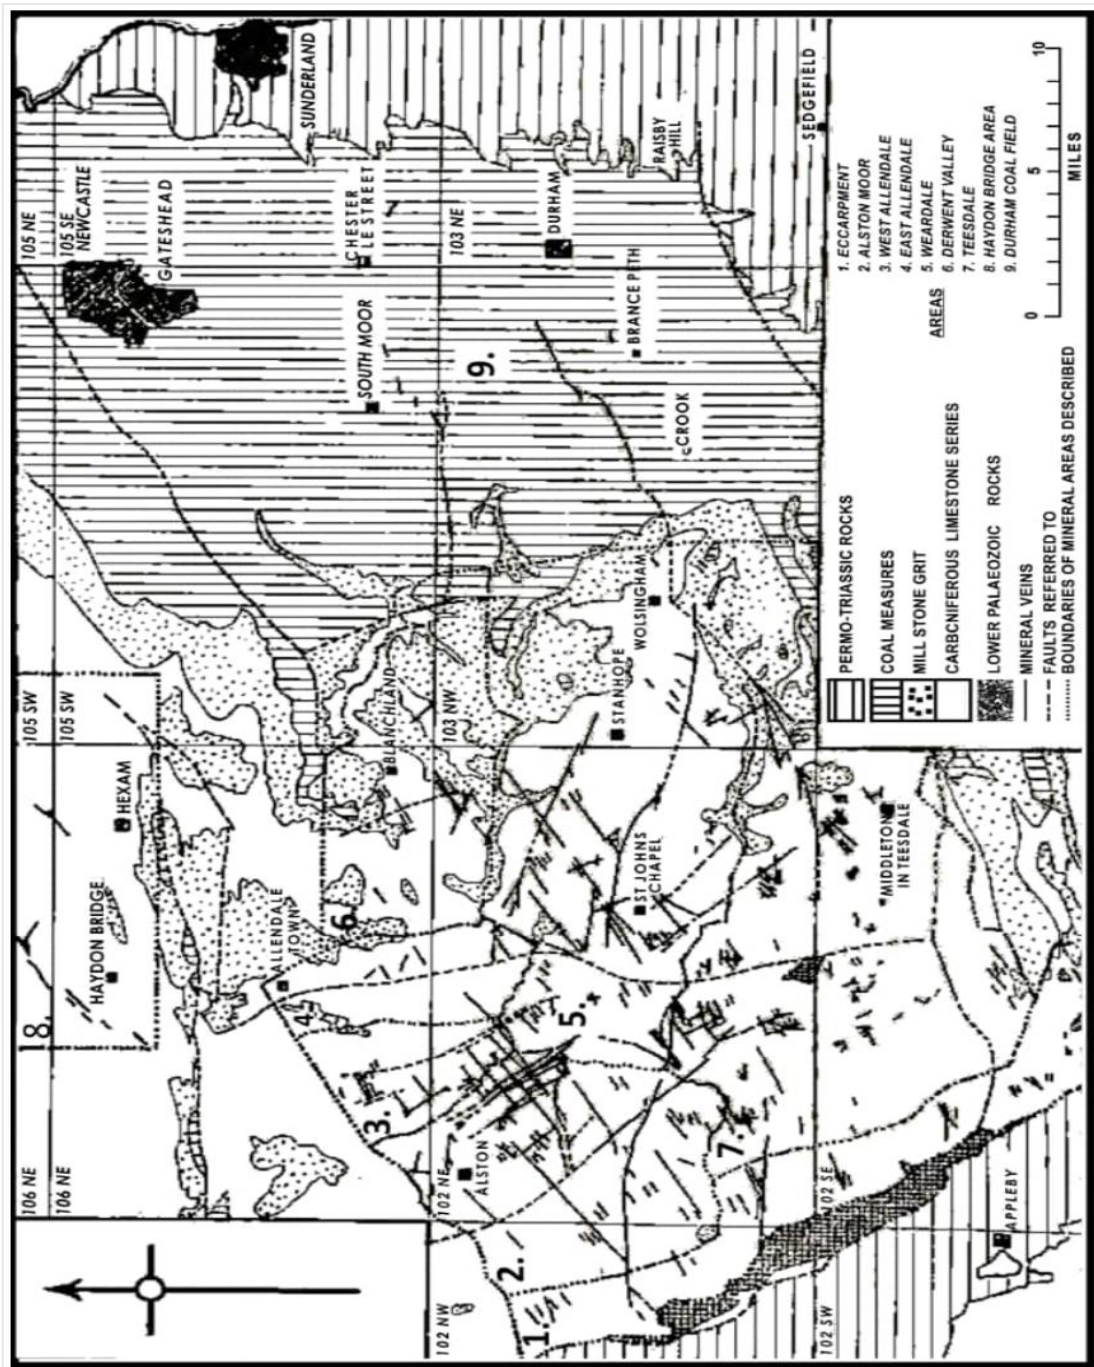 105 NE
105 SE
NEWCASTLE
GATESHEAD
SUNDERLAND
CHESTER
LE STREET
SOUTH MOOR
103 NE
DURHAM
RAISBY
HILL
SEDGEFIELD
BRANCE PETH
CROOK
9.
105 SW
105 SW
HEXAM
HAYDON BRIDGE
18.
ALLENDALE
TOWN
BLANCHLAND
103 NW
STANHOPE
WOLSINGHAM
ST JOHNS
CHAPEL
MIDDLETON
IN TEESDALE
6.
4.
5.
3.
7.
106 NE
106 NE
102 NE
ALSTON
102 SE
2.
1.
102 NW
102 SW
APPLEBY
PERMO-TRIASSIC ROCKS
COAL MEASURES
MILL STONE GRIT
CARBCNIFEROUS LIMESTONE SERIES
LOWER PALAEOZOIC ROCKS
MINERAL VEINS
FAULTS REFERRED TO
BOUNDARIES OF MINERAL AREAS DESCRIBED
AREAS
1. ECCARPMENT
2. ALSTON MOOR
3. WEST ALLENDALE
4. EAST ALLENDALE
5. WEARDALE
6. DERWENT VALLEY
7. TEESDALE
8. HAYDON BRIDGE AREA
9. DURHAM COAL FIELD
0 5 10
MILES